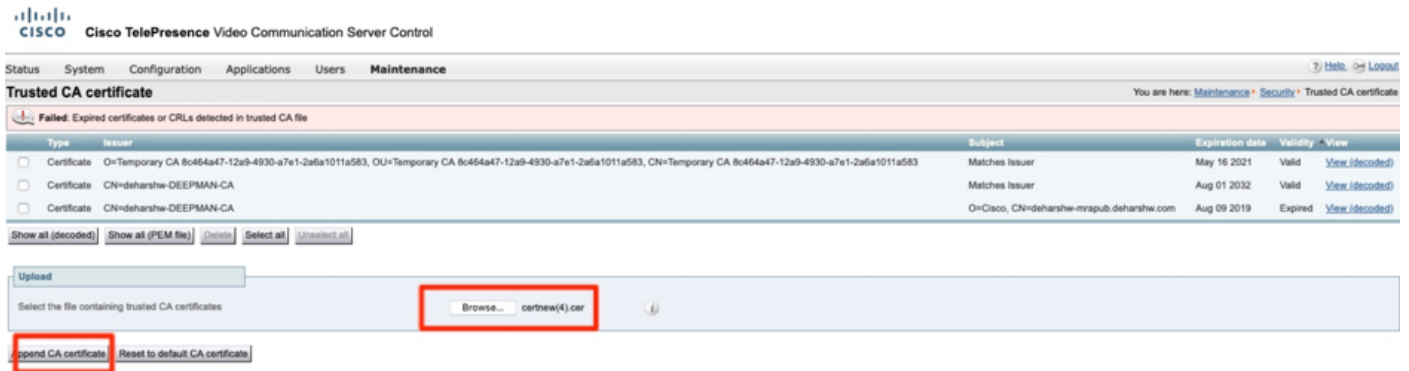 CISCO Cisco TelePresence Video Communication Server Control
Status System Configuration Applications Users Maintenance Help Logout
Trusted CA certificate You are here: Maintenance Security Trusted CA certificate
Failed: Expired certificates or CRLs detected in trusted CA file
Type Issuer Subject Expiration date Validity View
Certificate O=Temporary CA 8c464a47-12a9-4930-a7e1-2a6a1011a583, OU=Temporary CA 8c464a47-12a9-4930-a7e1-2a6a1011a583, CN=Temporary CA 8c464a47-12a9-4930-a7e1-2a6a1011a583 Matches Issuer May 16 2021 Valid View (decoded)
Certificate CN=deharshw-DEEPMAN-CA Matches Issuer Aug 01 2032 Valid View (decoded)
Certificate CN=deharshw-DEEPMAN-CA O=Cisco, CN=deharshw-mrapub.deharshw.com Aug 09 2019 Expired View (decoded)
Show all (decoded) Show all (PEM file) Delete Select all Unselect all
Upload
Select the file containing trusted CA certificates Browse... certnew(4).cer i
Append CA certificate Reset to default CA certificate